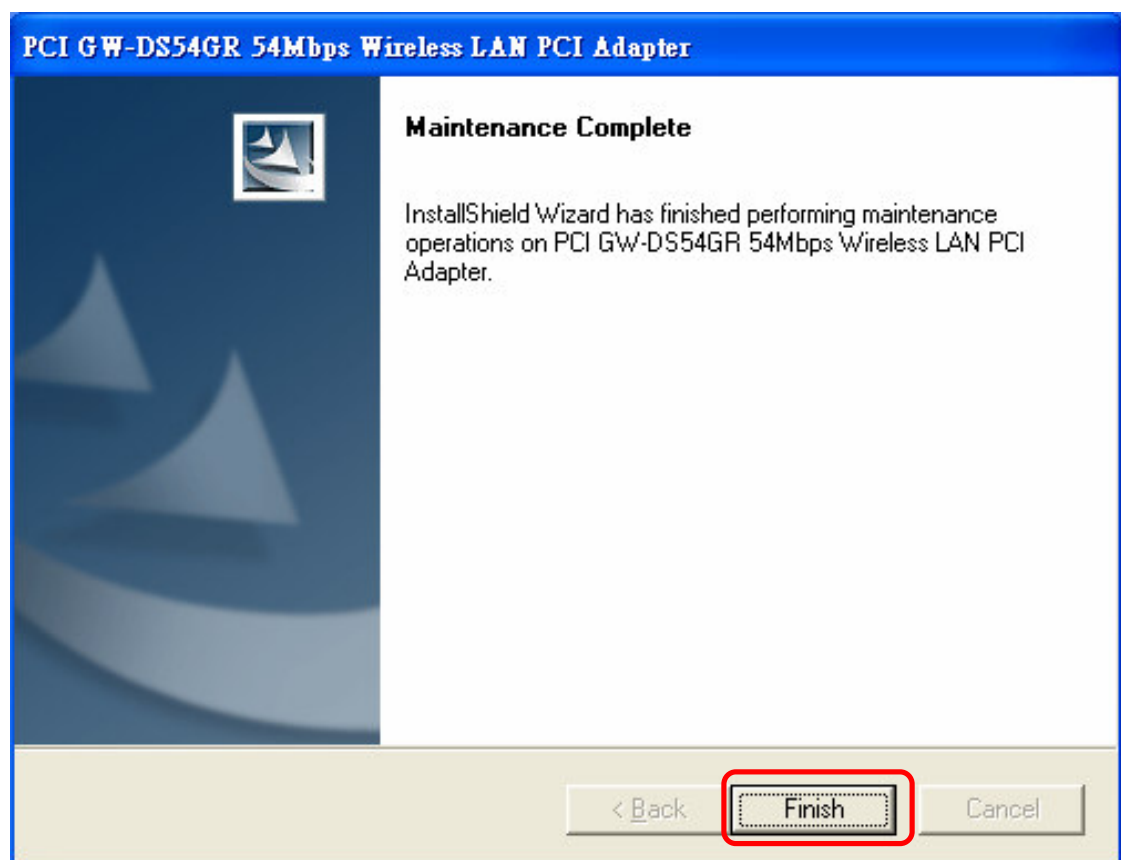 PCI GW-DS54GR 54Mbps Wireless LAN PCI Adapter
Maintenance Complete
InstallShield Wizard has finished performing maintenance
operations on PCI GW-DS54GR 54Mbps Wireless LAN PCI
Adapter.
< Back Finish Cancel